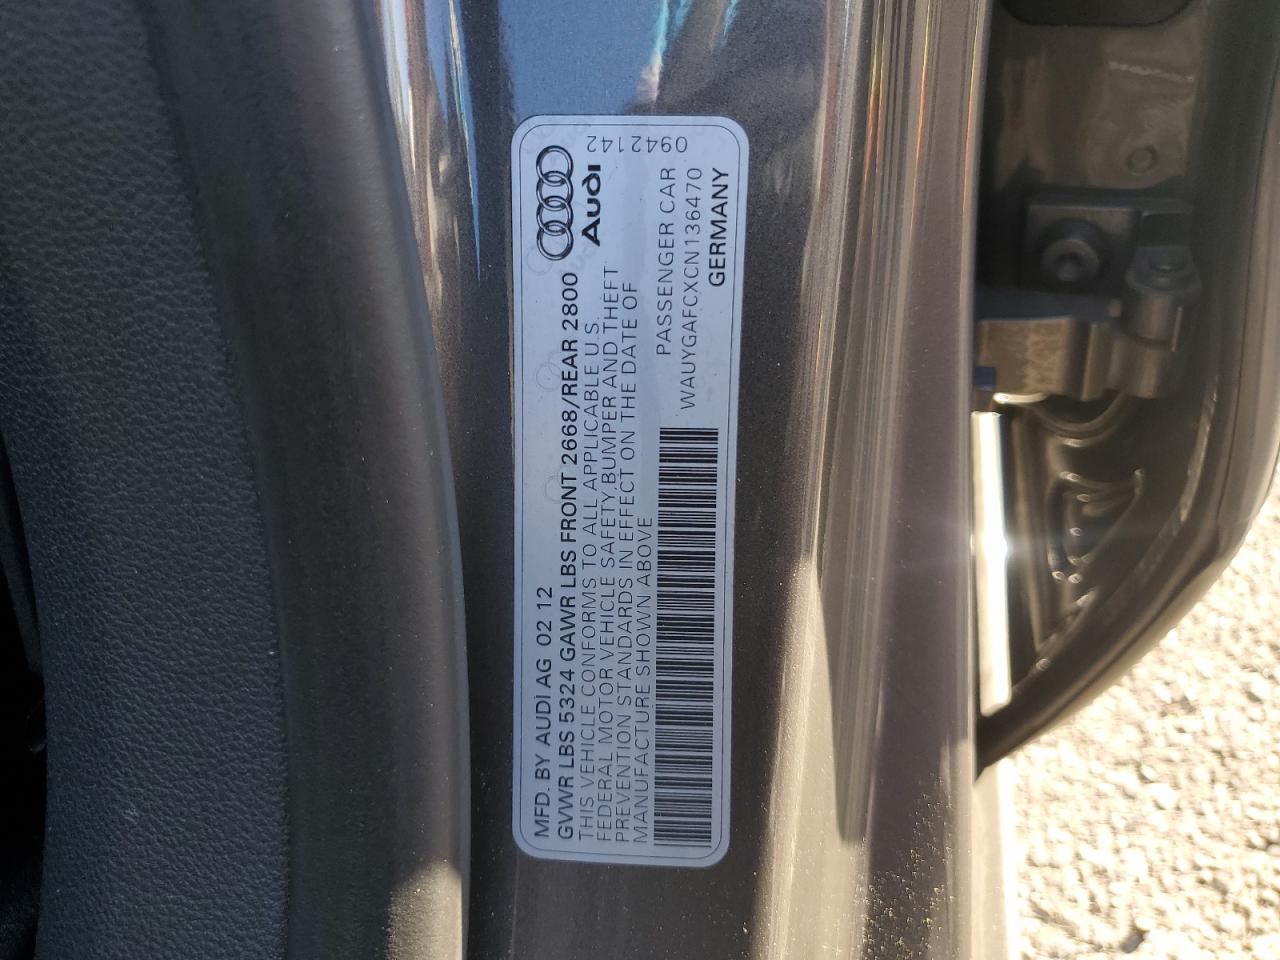 MFD. BY AUDI AG 02 12
GVWR LBS 5324 GAWR LBS FRONT 2668/REAR 2800
THIS VEHICLE CONFORMS TO ALL APPLICABLE U.S.
FEDERAL MOTOR VEHICLE SAFETY, BUMPER AND THEFT
PREVENTION STANDARDS IN EFFECT ON THE DATE OF
MANUFACTURE SHOWN ABOVE
Audi
0942142
PASSENGER CAR
WAUYGAFCXCN136470
GERMANY